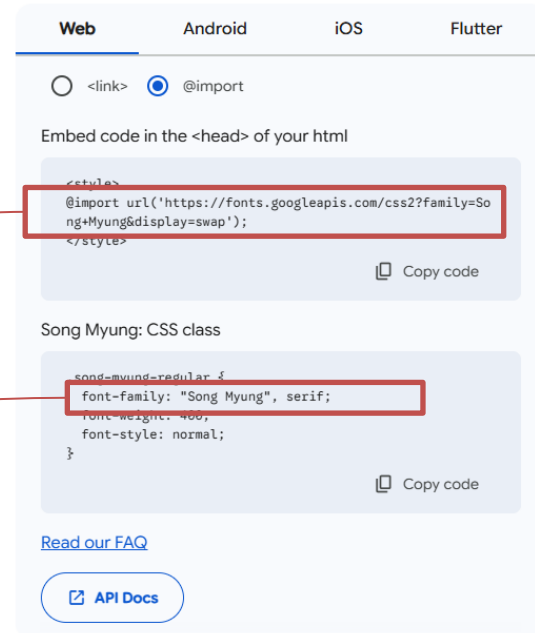 Web Android iOS Flutter
<link> @import
Embed code in the <head> of your html
<style>
@import url('https://fonts.googleapis.com/css2?family=So
ng+Myung&display=swap');
</style>
Copy code
Song Myung: CSS class
.song-myung-regular {
font-family: "Song Myung", serif;
font-weight: 400;
font-style: normal;
}
Copy code
Read our FAQ
API Docs